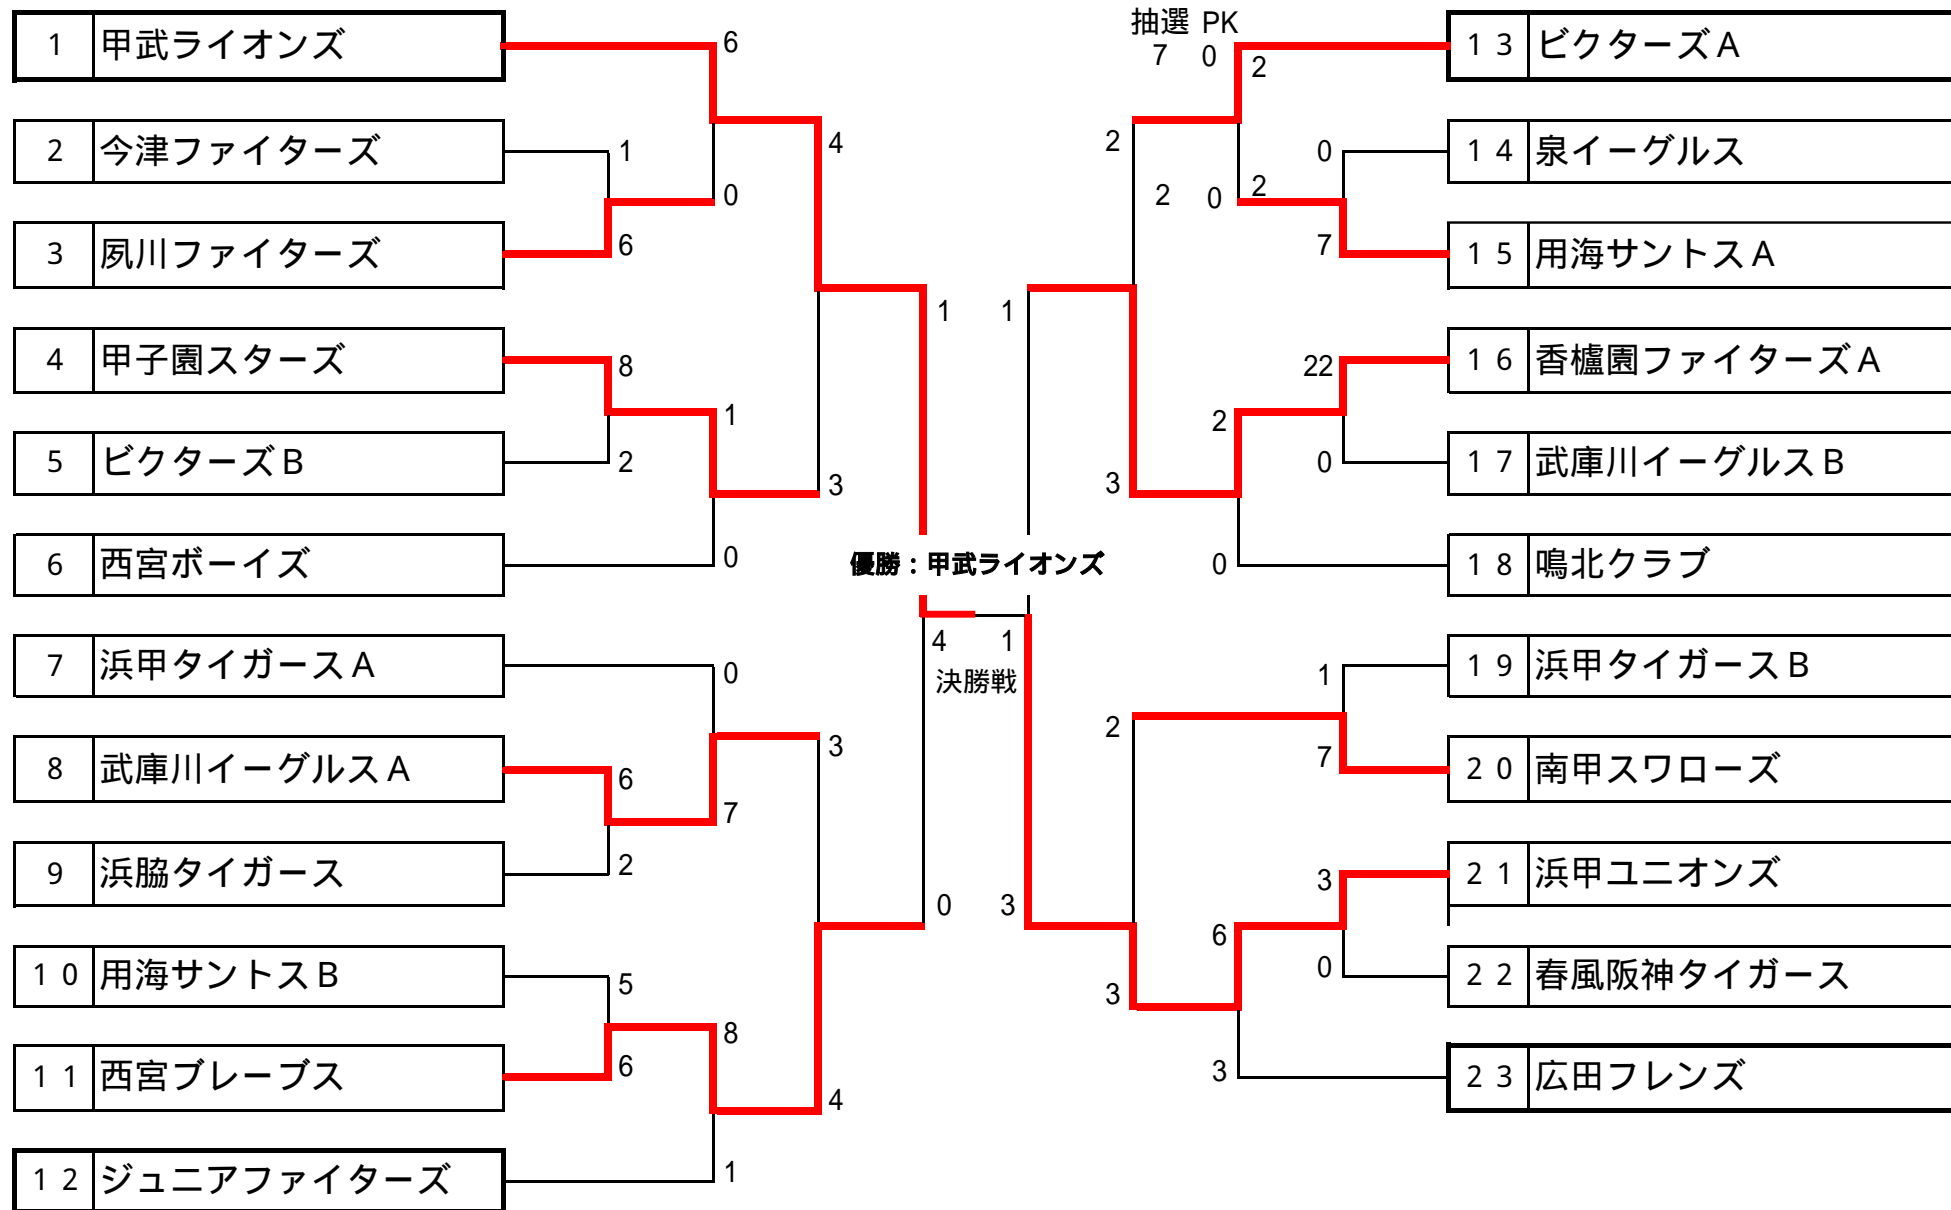 1 甲武ライオンズ
2 今津ファイターズ
3 夙川ファイターズ
4 甲子園スターズ
5 ビクターズB
6 西宮ボーイズ
7 浜甲タイガースA
8 武庫川イーグルスA
9 浜脇タイガース
10 用海サントスB
11 西宮ブレーブス
12 ジュニアファイターズ
1
6
8
2
6
2
5
6
6
0
1
0
0
7
8
1
4
3
3
4
1
0
優勝：甲武ライオンズ
4 1
決勝戦
1
3
抽選 PK
7 0
2 0
2
3
2
3
2
2
2
0
6
3
0
7
22
0
1
7
3
0
13 ビクターズA
14 泉イーグルス
15 用海サントスA
16 香櫨園ファイターズA
17 武庫川イーグルスB
18 鳴北クラブ
19 浜甲タイガースB
20 南甲スワローズ
21 浜甲ユニオンズ
22 春風阪神タイガース
23 広田フレンズ